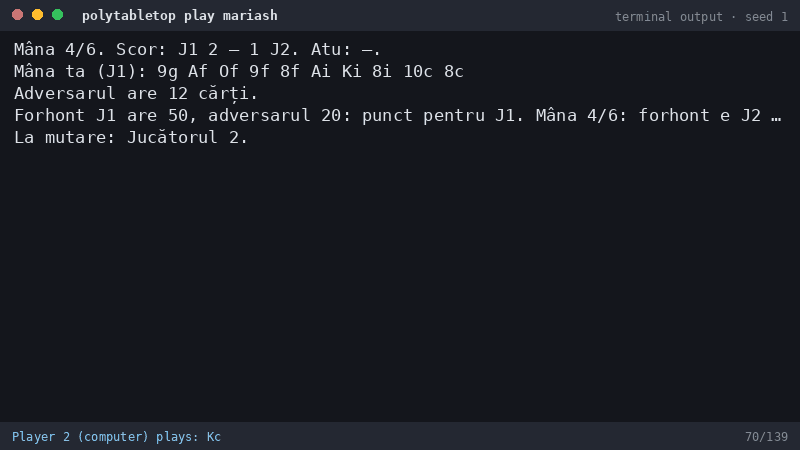 polytabletop play mariash
terminal output · seed 1
Mâna 4/6. Scor: J1 2 – 1 J2. Atu: —.
Mâna ta (J1): 9g Af Of 9f 8f Ai Ki 8i 10c 8c
Adversarul are 12 cărți.
Forhont J1 are 50, adversarul 20: punct pentru J1. Mâna 4/6: forhont e J2 …
La mutare: Jucătorul 2.
Player 2 (computer) plays: Kc
70/139